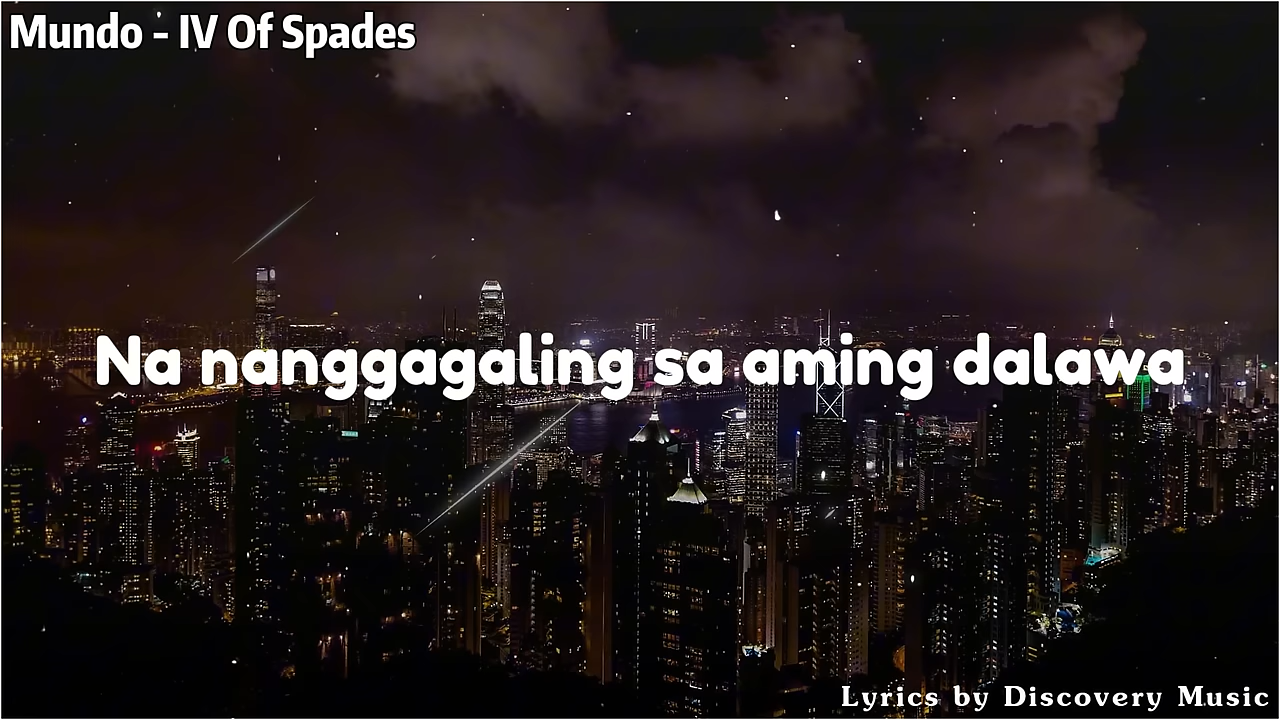 Mundo - IV Of Spades
Na nanggagaling sa aming dalawa
Lyrics by Discovery Music